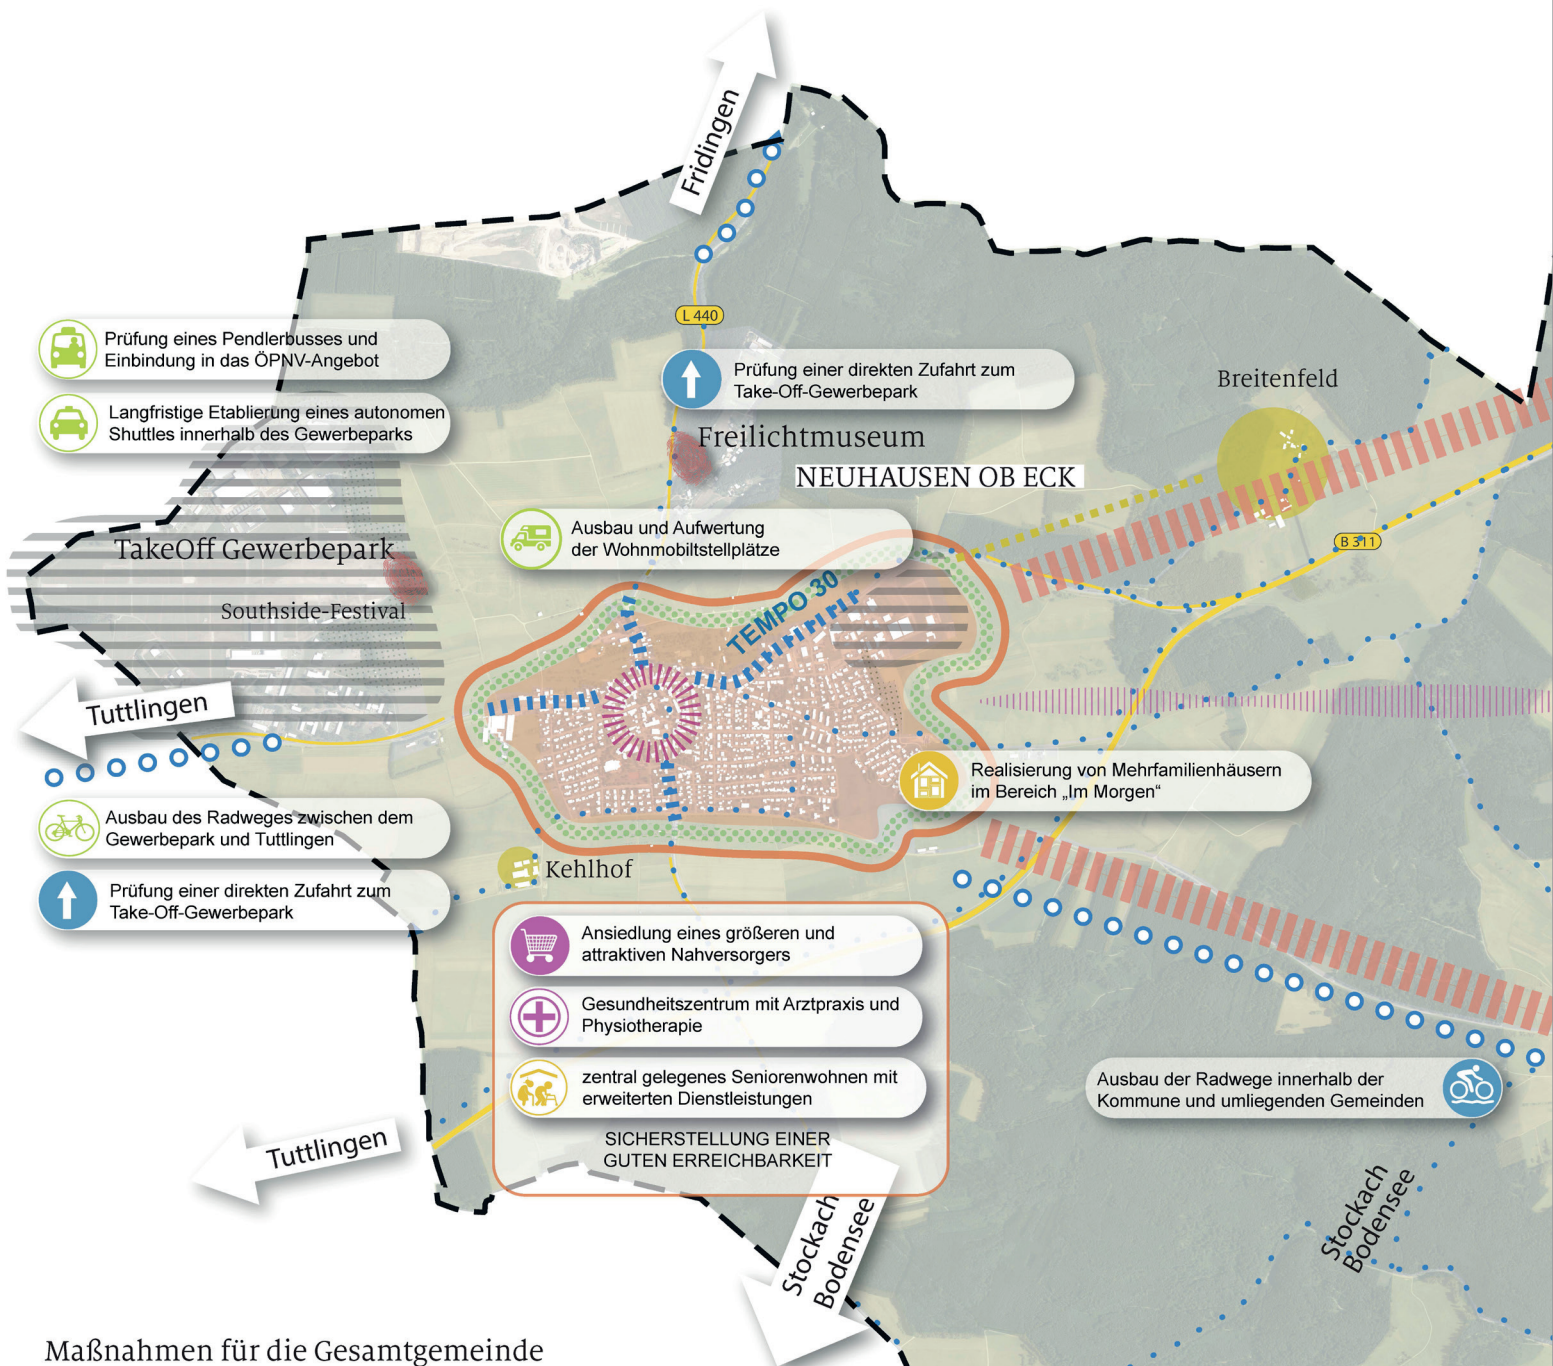 Fridingen
L 440
Prüfung eines Pendlerbusses und
Einbindung in das ÖPNV-Angebot
Langfristige Etablierung eines autonomen
Shuttles innerhalb des Gewerbeparks
Prüfung einer direkten Zufahrt zum
Take-Off-Gewerbepark
Breitenfeld
Freilichtmuseum
NEUHAUSEN OB ECK
Ausbau und Aufwertung
der Wohnmobiltstellplätze
B 311
TakeOff Gewerbepark
Southside-Festival
TEMPO 30
Tuttlingen
Realisierung von Mehrfamilienhäusern
im Bereich „Im Morgen“
Ausbau des Radweges zwischen dem
Gewerbepark und Tuttlingen
Kehlhof
Prüfung einer direkten Zufahrt zum
Take-Off-Gewerbepark
Ansiedlung eines größeren und
attraktiven Nahversorgers
Gesundheitszentrum mit Arztpraxis und
Physiotherapie
zentral gelegenes Seniorenwohnen mit
erweiterten Dienstleistungen
SICHERSTELLUNG EINER
GUTEN ERREICHBARKEIT
Ausbau der Radwege innerhalb der
Kommune und umliegenden Gemeinden
Tuttlingen
Stockach
Bodensee
Stockach
Bodensee
Maßnahmen für die Gesamtgemeinde